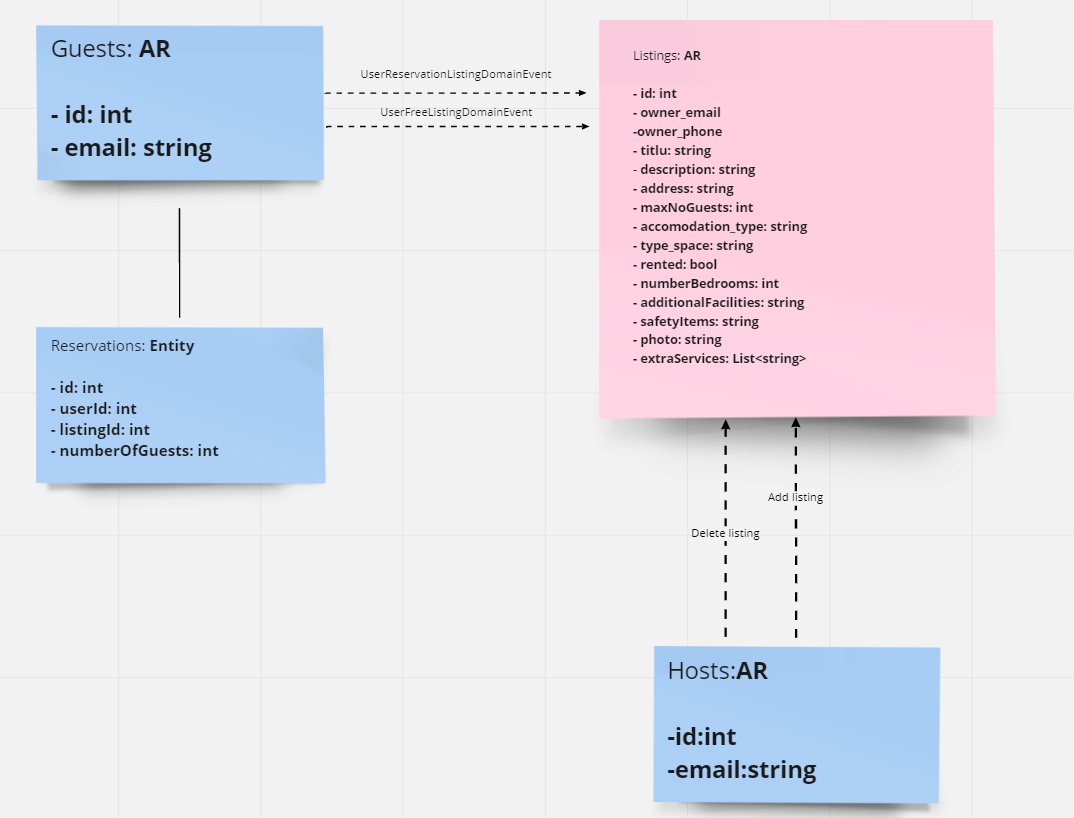 Guests: AR
- id: int
- email: string
UserReservationListingDomainEvent
UserFreeListingDomainEvent
Listings: AR
- id: int
- owner_email
-owner_phone
- titlu: string
- description: string
- address: string
- maxNoGuests: int
- accomodation_type: string
- type_space: string
- rented: bool
- numberBedrooms: int
- additionalFacilities: string
- safetyItems: string
- photo: string
- extraServices: List<string>
Reservations: Entity
- id: int
- userId: int
- listingId: int
- numberOfGuests: int
Add listing
Delete listing
Hosts:AR
-id:int
-email:string